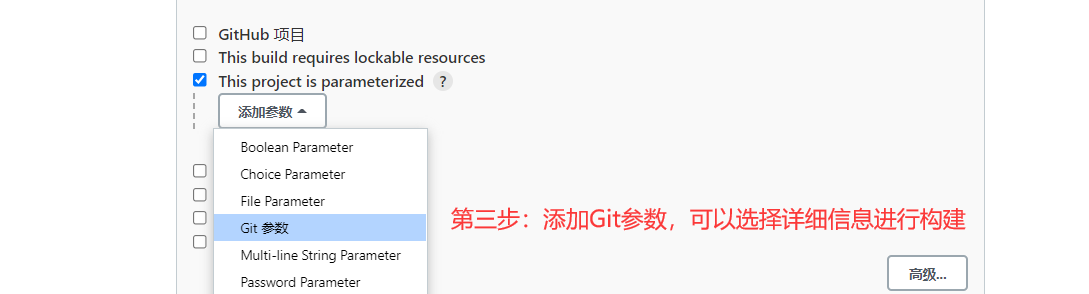 GitHub 项目
This build requires lockable resources
This project is parameterized ?
添加参数
Boolean Parameter
Choice Parameter
File Parameter
Git 参数
第三步：添加Git参数，可以选择详细信息进行构建
Multi-line String Parameter
Password Parameter
高级...